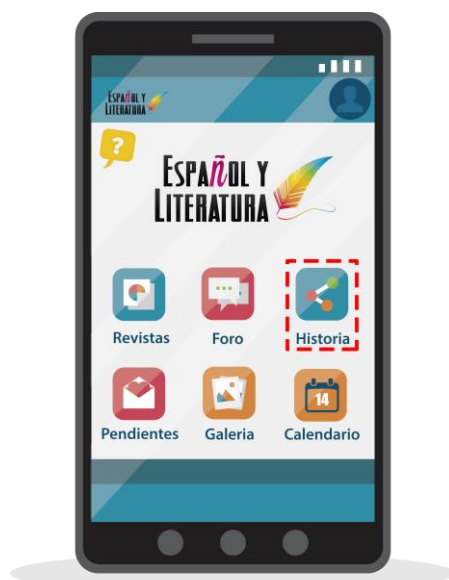 ESPAÑOL Y
LITERATURA
?
ESPAÑOL Y
LITERATURA
Revistas
Foro
Historia
14
Pendientes
Galeria
Calendario